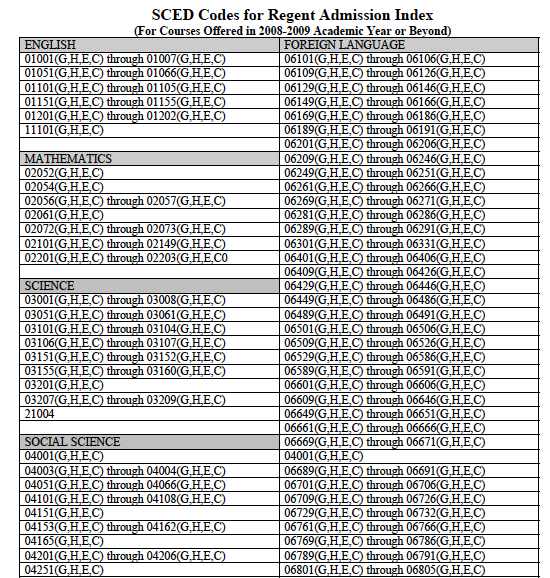 SCED Codes for Regent Admission Index
(For Courses Offered in 2008-2009 Academic Year or Beyond)
ENGLISH
01001(G,H,E,C) through 01007(G,H,E,C)
01051(G,H,E,C) through 01066(G,H,E,C)
01101(G,H,E,C) through 01105(G,H,E,C)
01151(G,H,E,C) through 01155(G,H,E,C)
01201(G,H,E,C) through 01202(G,H,E,C)
11101(G,H,E,C)
MATHEMATICS
02052(G,H,E,C)
02054(G,H,E,C)
02056(G,H,E,C) through 02057(G,H,E,C)
02061(G,H,E,C)
02072(G,H,E,C) through 02073(G,H,E,C)
02101(G,H,E,C) through 02149(G,H,E,C)
02201(G,H,E,C) through 02203(G,H,E,C0
SCIENCE
03001(G,H,E,C) through 03008(G,H,E,C)
03051(G,H,E,C) through 03061(G,H,E,C)
03101(G,H,E,C) through 03104(G,H,E,C)
03106(G,H,E,C) through 03107(G,H,E,C)
03151(G,H,E,C) through 03152(G,H,E,C)
03155(G,H,E,C) through 03160(G,H,E,C)
03201(G,H,E,C)
03207(G,H,E,C) through 03209(G,H,E,C)
21004
SOCIAL SCIENCE
04001(G,H,E,C)
04003(G,H,E,C) through 04004(G,H,E,C)
04051(G,H,E,C) through 04066(G,H,E,C)
04101(G,H,E,C) through 04108(G,H,E,C)
04151(G,H,E,C)
04153(G,H,E,C) through 04162(G,H,E,C)
04165(G,H,E,C)
04201(G,H,E,C) through 04206(G,H,E,C)
04251(G,H,E,C)
FOREIGN LANGUAGE
06101(G,H,E,C) through 06106(G,H,E,C)
06109(G,H,E,C) through 06126(G,H,E,C)
06129(G,H,E,C) through 06146(G,H,E,C)
06149(G,H,E,C) through 06166(G,H,E,C)
06169(G,H,E,C) through 06186(G,H,E,C)
06189(G,H,E,C) through 06191(G,H,E,C)
06201(G,H,E,C) through 06206(G,H,E,C)
06209(G,H,E,C) through 06246(G,H,E,C)
06249(G,H,E,C) through 06251(G,H,E,C)
06261(G,H,E,C) through 06266(G,H,E,C)
06269(G,H,E,C) through 06271(G,H,E,C)
06281(G,H,E,C) through 06286(G,H,E,C)
06289(G,H,E,C) through 06291(G,H,E,C)
06301(G,H,E,C) through 06331(G,H,E,C)
06401(G,H,E,C) through 06406(G,H,E,C)
06409(G,H,E,C) through 06426(G,H,E,C)
06429(G,H,E,C) through 06446(G,H,E,C)
06449(G,H,E,C) through 06486(G,H,E,C)
06489(G,H,E,C) through 06491(G,H,E,C)
06501(G,H,E,C) through 06506(G,H,E,C)
06509(G,H,E,C) through 06526(G,H,E,C)
06529(G,H,E,C) through 06586(G,H,E,C)
06589(G,H,E,C) through 06591(G,H,E,C)
06601(G,H,E,C) through 06606(G,H,E,C)
06609(G,H,E,C) through 06646(G,H,E,C)
06649(G,H,E,C) through 06651(G,H,E,C)
06661(G,H,E,C) through 06666(G,H,E,C)
06669(G,H,E,C) through 06671(G,H,E,C)
04001(G,H,E,C)
06689(G,H,E,C) through 06691(G,H,E,C)
06701(G,H,E,C) through 06706(G,H,E,C)
06709(G,H,E,C) through 06726(G,H,E,C)
06729(G,H,E,C) through 06732(G,H,E,C)
06761(G,H,E,C) through 06766(G,H,E,C)
06769(G,H,E,C) through 06786(G,H,E,C)
06789(G,H,E,C) through 06791(G,H,E,C)
06801(G,H,E,C) through 06805(G,H,E,C)